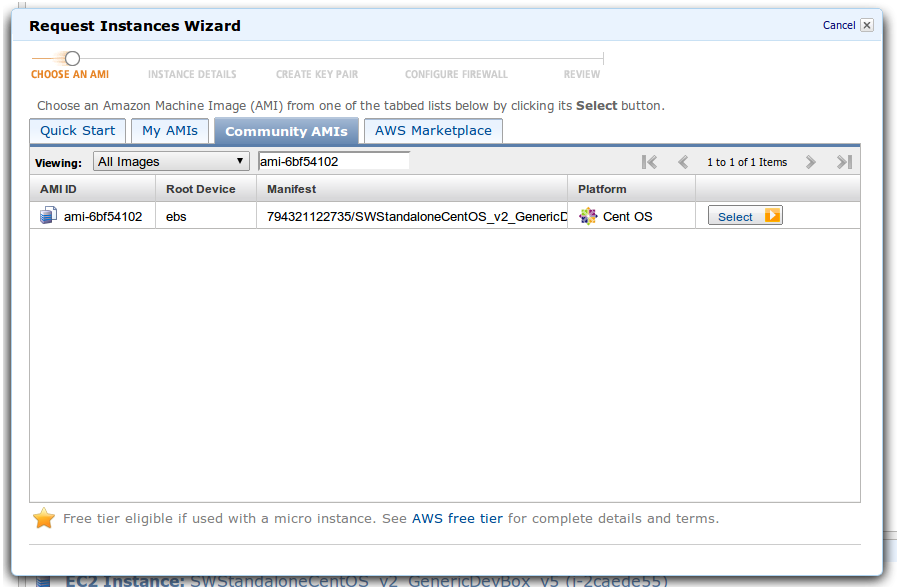 Request Instances Wizard
Cancel
CHOOSE AN AMI INSTANCE DETAILS CREATE KEY PAIR CONFIGURE FIREWALL REVIEW
Choose an Amazon Machine Image (AMI) from one of the tabbed lists below by clicking its Select button.
Quick Start My AMIs Community AMIs AWS Marketplace
Viewing: All Images ami-6bf54102 1 to 1 of 1 Items
AMI ID Root Device Manifest Platform
ami-6bf54102 ebs 794321122735/SWStandaloneCentOS_v2_GenericD Cent OS Select
Free tier eligible if used with a micro instance. See AWS free tier for complete details and terms.
EC2 Instance: SWStandaloneCentOS_v2_GenericDevBox_v5 (i-2caede55)